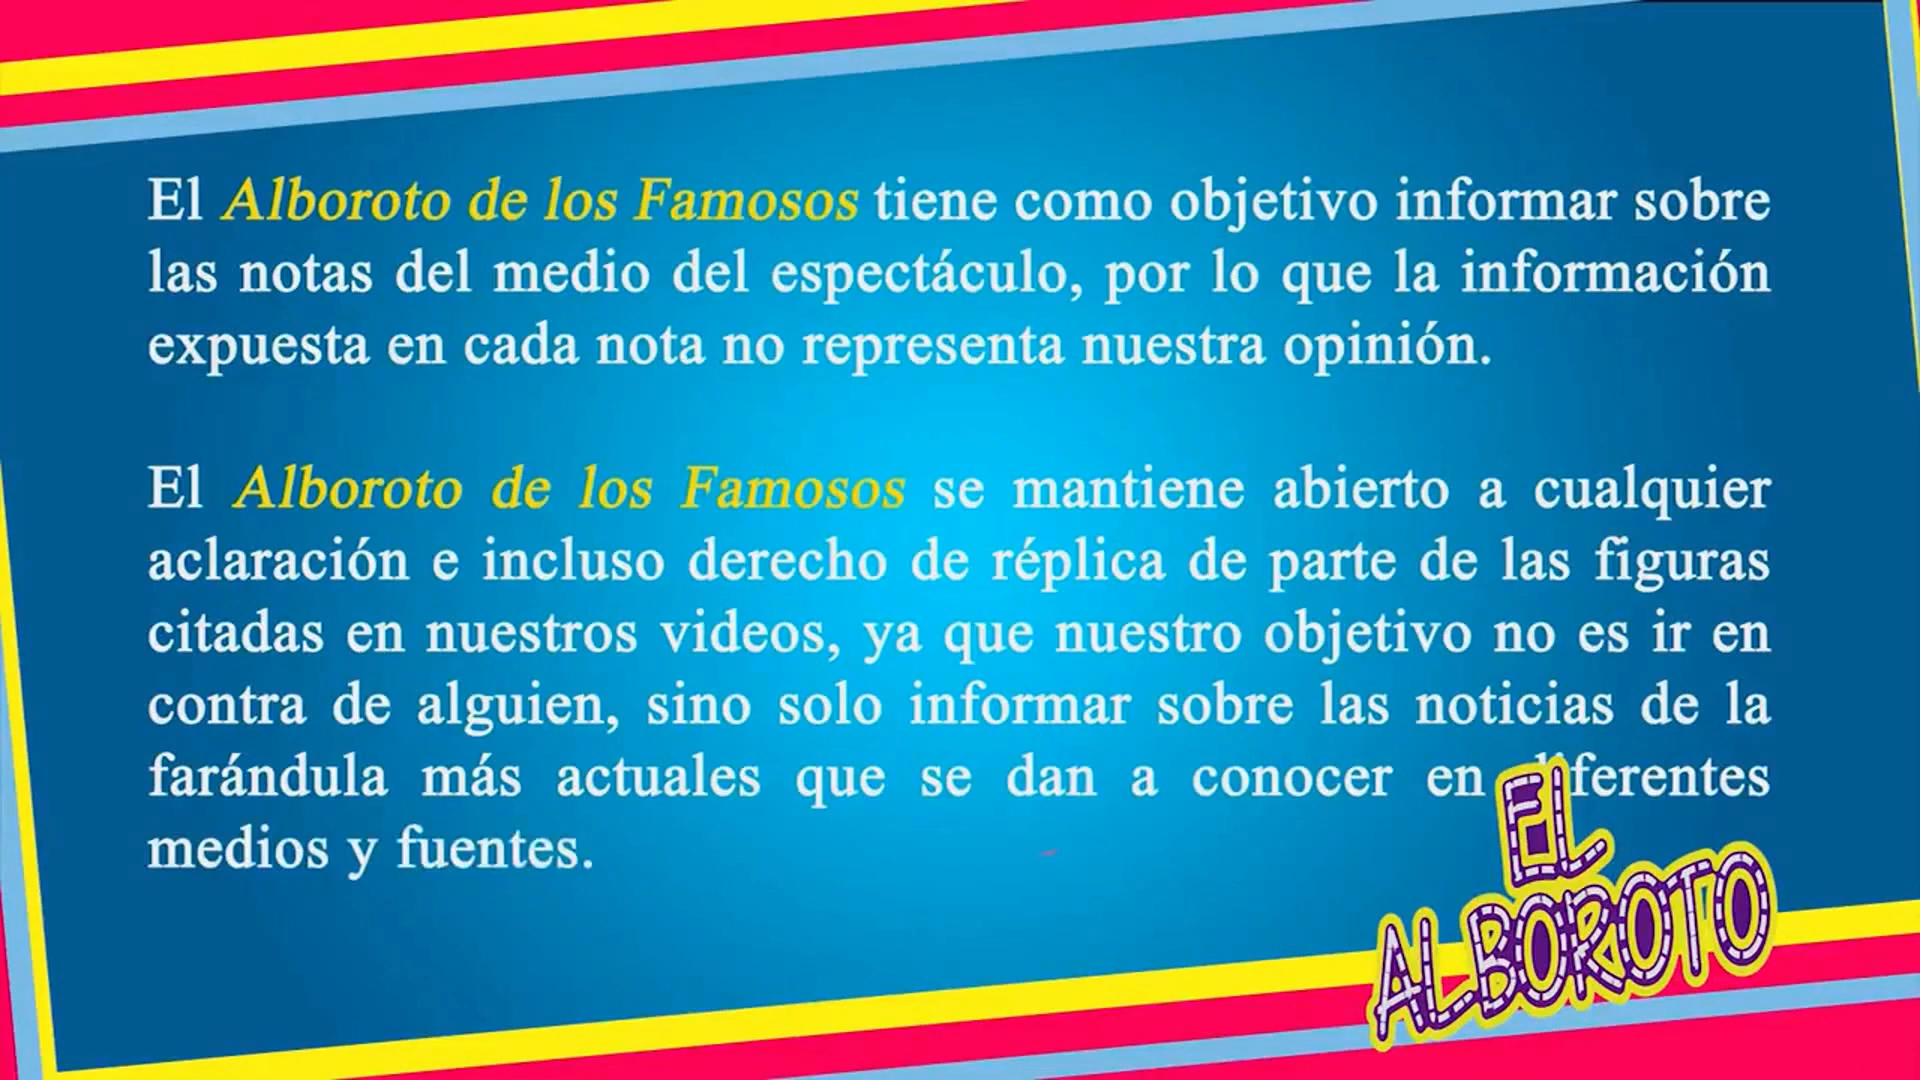 El Alboroto de los Famosos tiene como objetivo informar sobre
las notas del medio del espectáculo, por lo que la información
expuesta en cada nota no representa nuestra opinión.
El Alboroto de los Famosos se mantiene abierto a cualquier
aclaración e incluso derecho de réplica de parte de las figuras
citadas en nuestros videos, ya que nuestro objetivo no es ir en
contra de alguien, sino solo informar sobre las noticias de la
farándula más actuales que se dan a conocer en diferentes
medios y fuentes.
EL
ALBOROTO